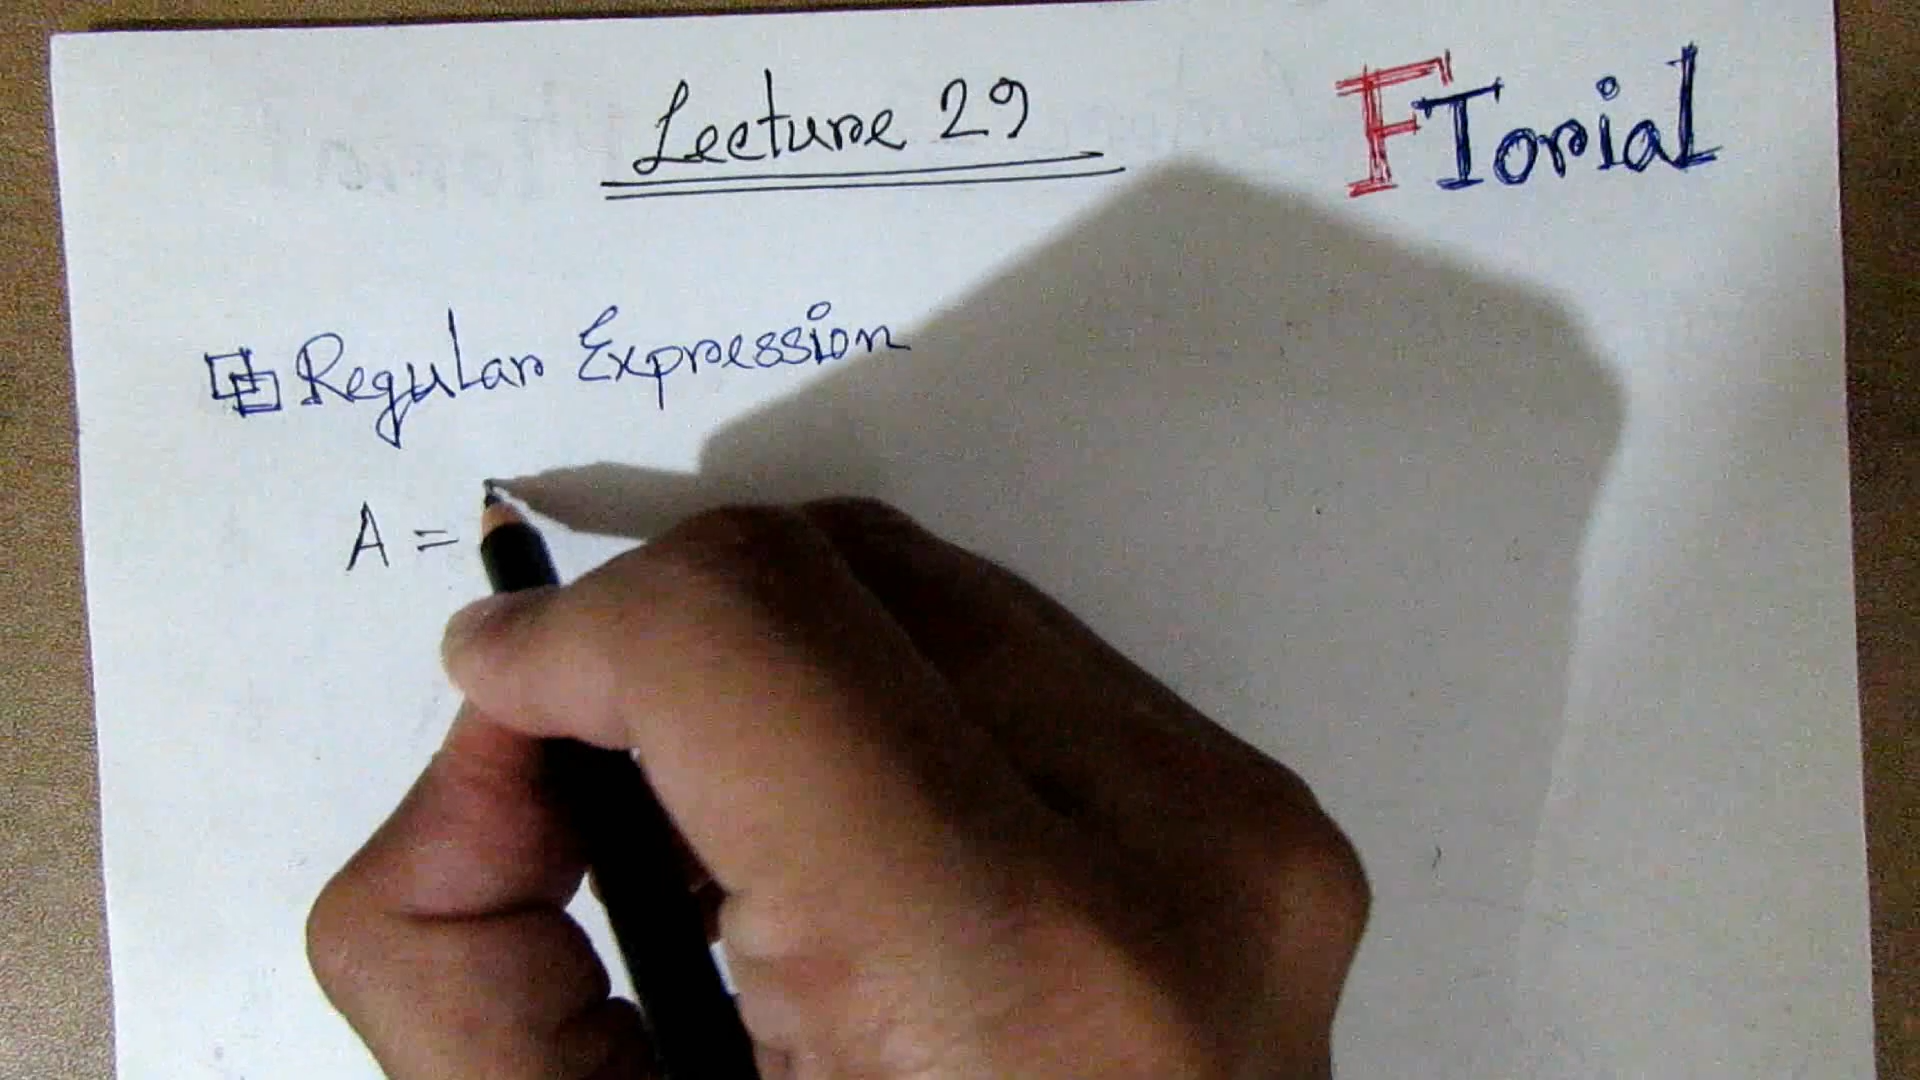 Lecture 29
FTorial
Regular Expression
A =